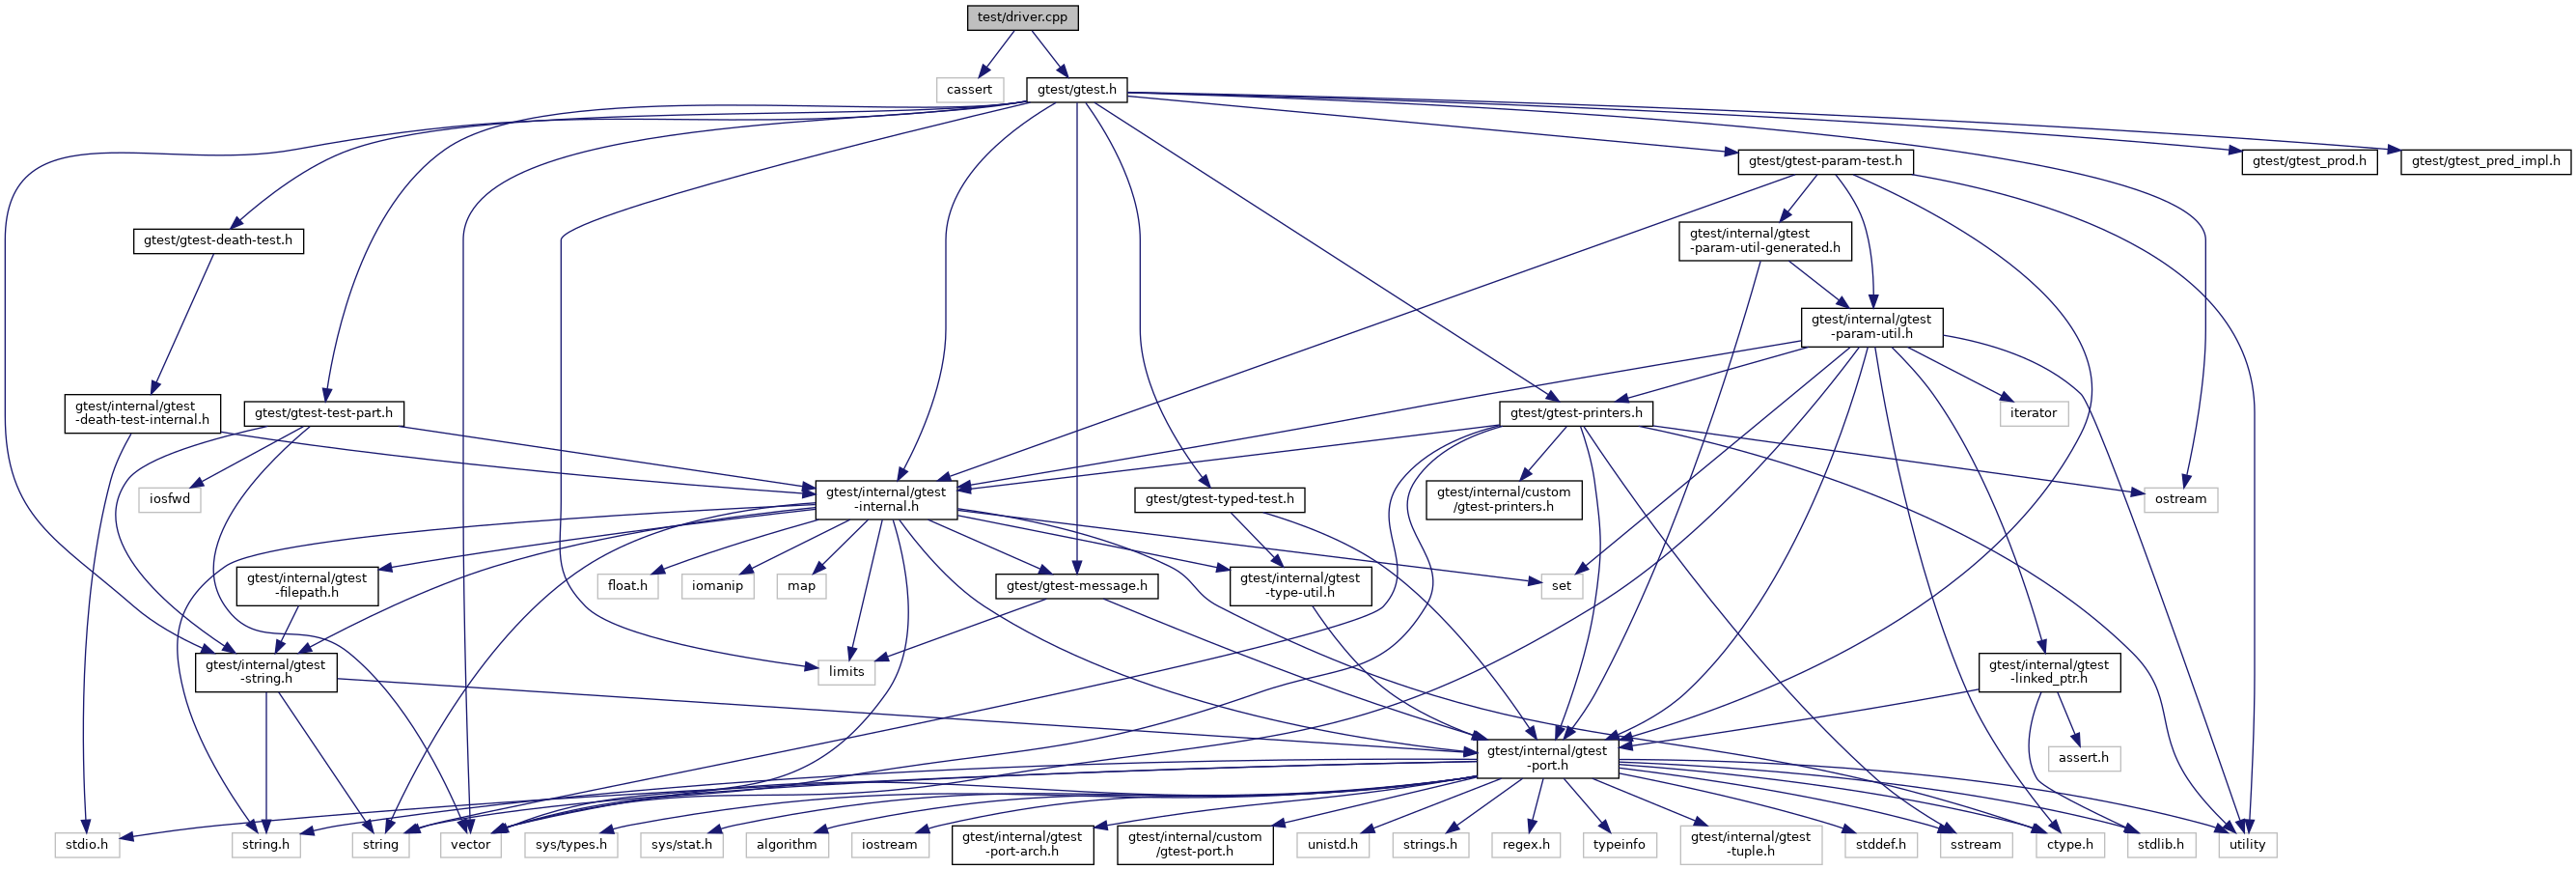 test/driver.cpp
cassert
gtest/gtest.h
gtest/gtest-param-test.h
gtest/gtest_prod.h
gtest/gtest_pred_impl.h
gtest/gtest-death-test.h
gtest/internal/gtest
-param-util-generated.h
gtest/internal/gtest
-param-util.h
gtest/internal/gtest
-death-test-internal.h
gtest/gtest-test-part.h
gtest/gtest-printers.h
iterator
iosfwd
gtest/internal/gtest
-internal.h
gtest/gtest-typed-test.h
gtest/internal/custom
/gtest-printers.h
ostream
gtest/internal/gtest
-filepath.h
float.h
iomanip
map
gtest/gtest-message.h
gtest/internal/gtest
-type-util.h
set
gtest/internal/gtest
-string.h
limits
gtest/internal/gtest
-linked_ptr.h
gtest/internal/gtest
-port.h
assert.h
stdio.h
string.h
string
vector
sys/types.h
sys/stat.h
algorithm
iostream
gtest/internal/gtest
-port-arch.h
gtest/internal/custom
/gtest-port.h
unistd.h
strings.h
regex.h
typeinfo
gtest/internal/gtest
-tuple.h
stddef.h
sstream
ctype.h
stdlib.h
utility